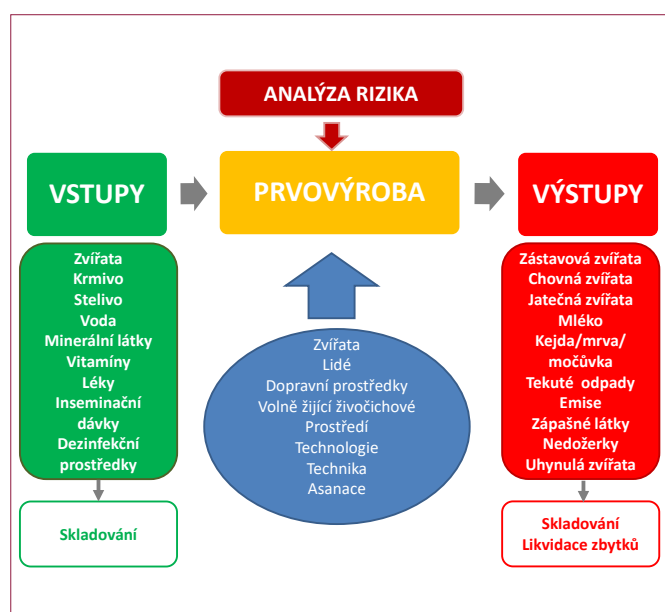 ANALÝZA RIZIKA
VSTUPY
PRVOVÝROBA
VÝSTUPY
Zvířata
Krmivo
Stelivo
Voda
Minerální látky
Vitamíny
Léky
Inseminační
dávky
Dezinfekční
prostředky
Skladování
Zvířata
Lidé
Dopravní prostředky
Volně žijící živočichové
Prostředí
Technologie
Technika
Asanace
Zástavová zvířata
Chovná zvířata
Jatečná zvířata
Mléko
Kejda/mrva/
močůvka
Tekuté odpady
Emise
Zápašné látky
Nedožerky
Uhynulá zvířata
Skladování
Likvidace zbytků